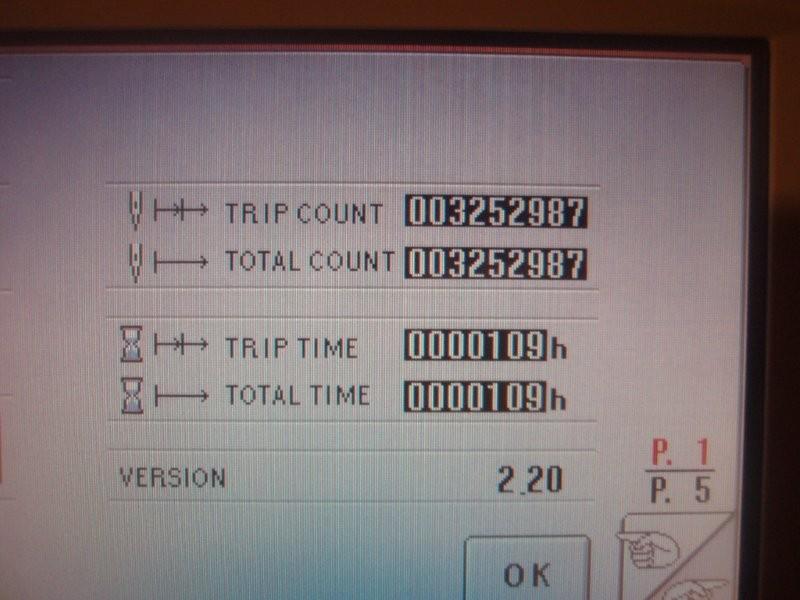 TRIP COUNT 003252987
TOTAL COUNT 003252987
TRIP TIME 0000109h
TOTAL TIME 0000109h
VERSION 2.20
P. 1
P. 5
OK